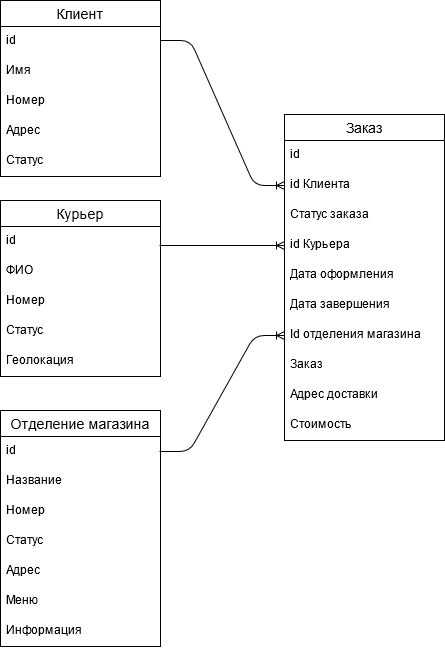 Клиент
id
Имя
Номер
Адрес
Статус
Курьер
id
ФИО
Номер
Статус
Геолокация
Отделение магазина
id
Название
Номер
Статус
Адрес
Меню
Информация
Заказ
id
id Клиента
Статус заказа
id Курьера
Дата оформления
Дата завершения
Id отделения магазина
Заказ
Адрес доставки
Стоимость